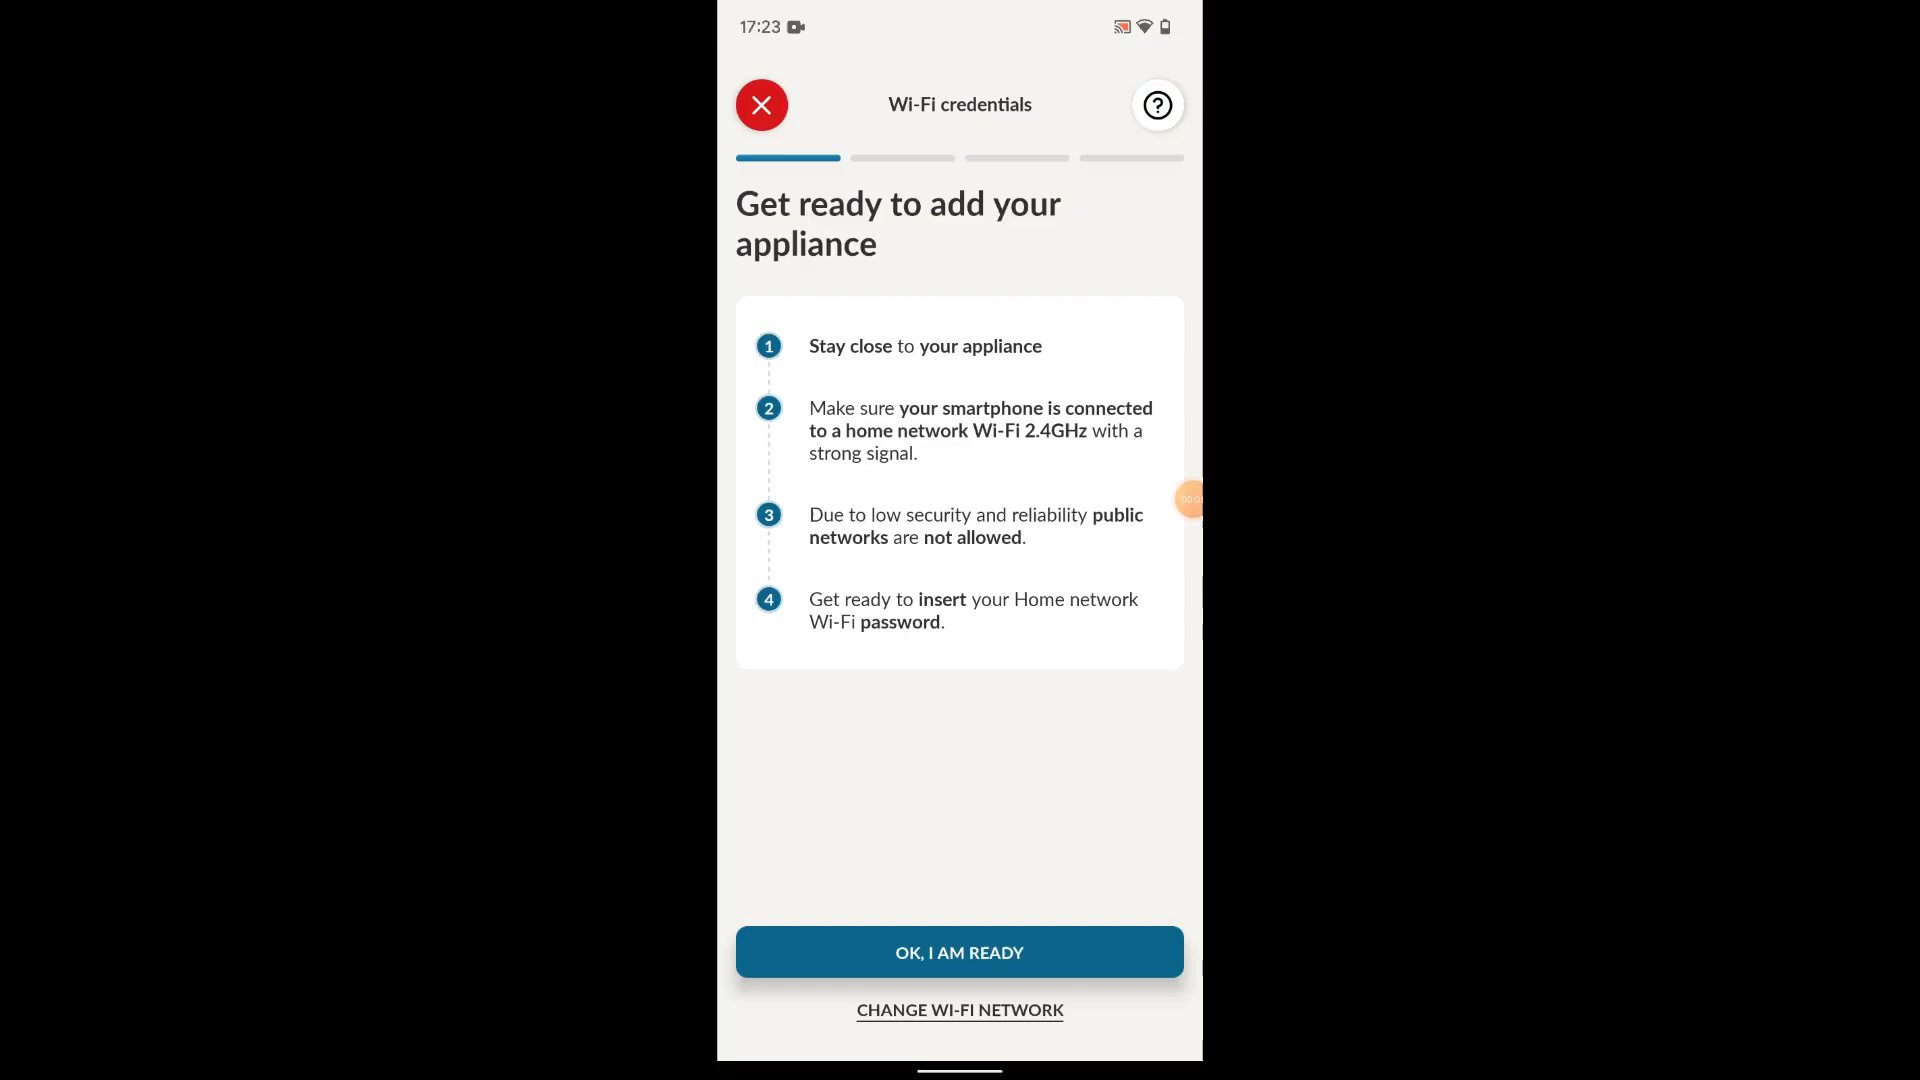 17:23
Wi-Fi credentials
Get ready to add your
appliance
1 Stay close to your appliance
2 Make sure your smartphone is connected
to a home network Wi-Fi 2.4GHz with a
strong signal.
3 Due to low security and reliability public
networks are not allowed.
4 Get ready to insert your Home network
Wi-Fi password.
OK, I AM READY
CHANGE WI-FI NETWORK